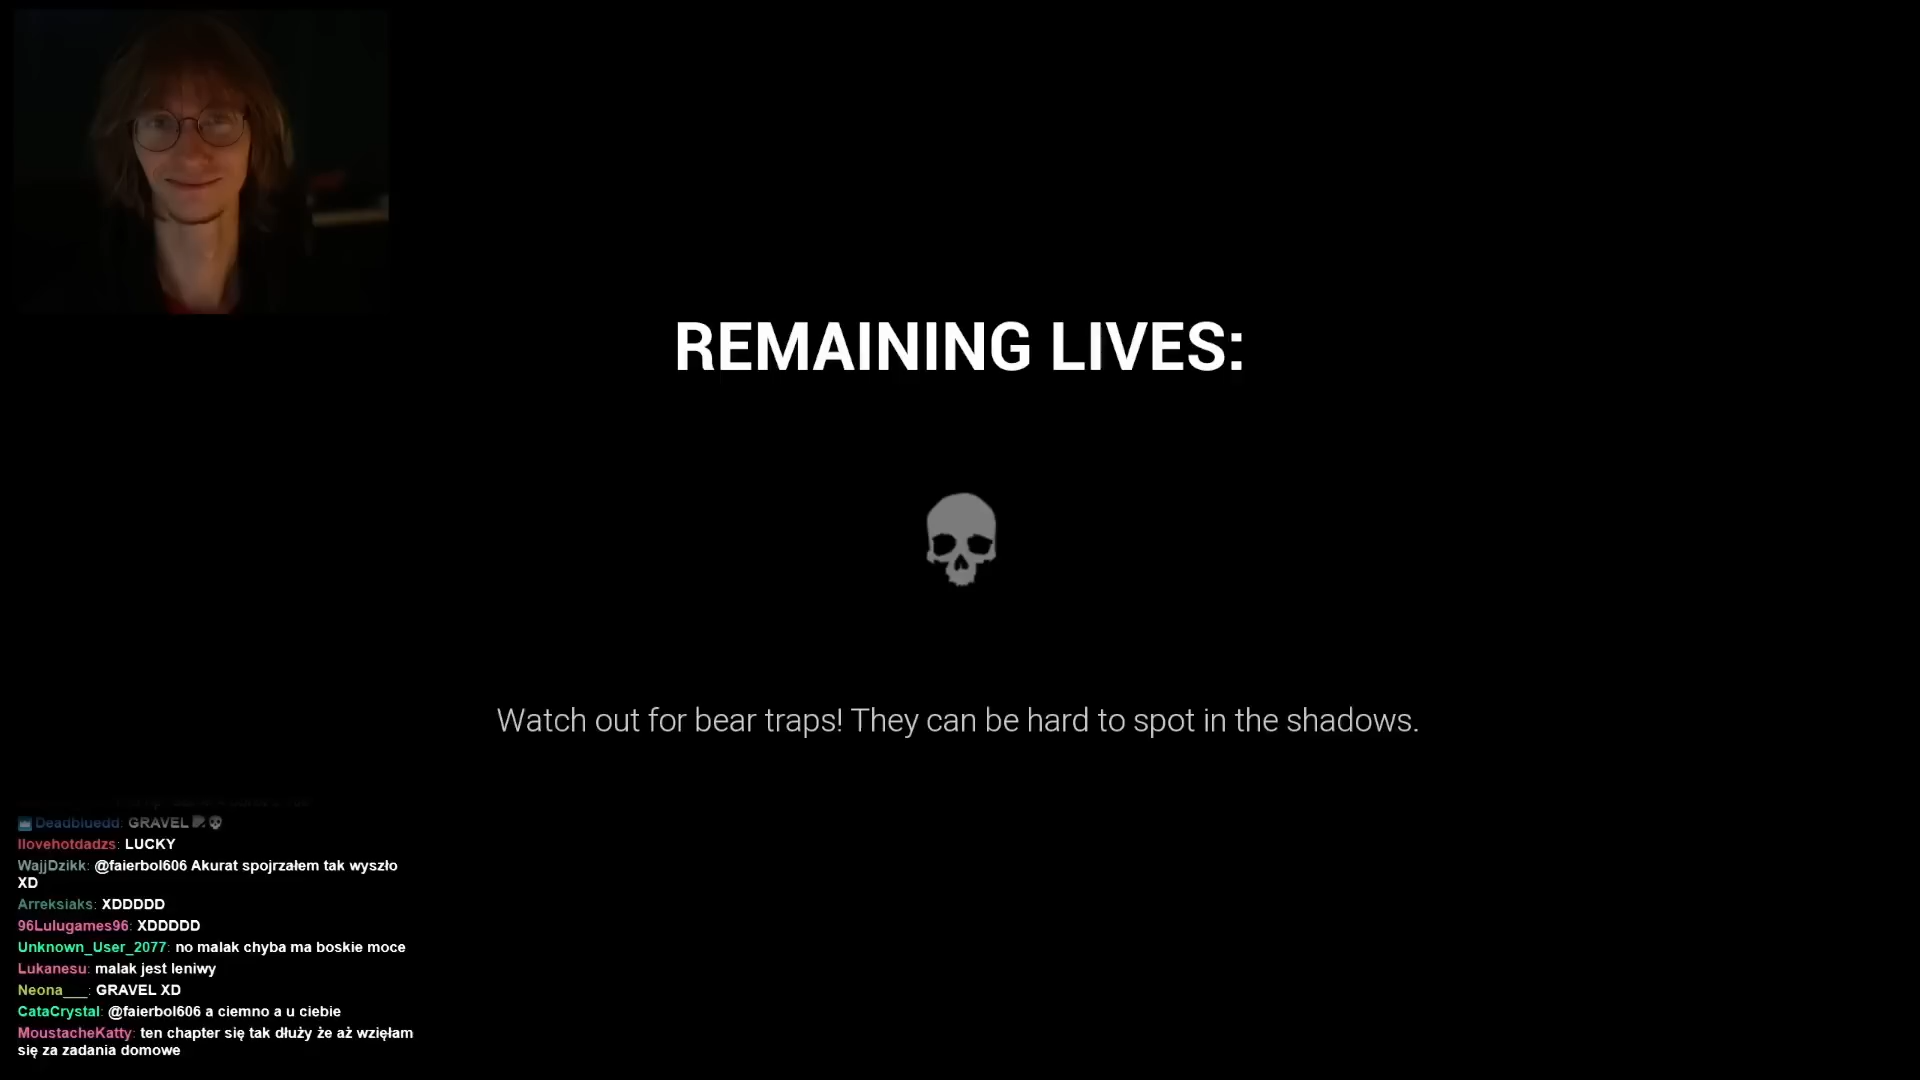 REMAINING LIVES:
Watch out for bear traps! They can be hard to spot in the shadows.
Deadbluedd: GRAVEL
Ilovehotdadzs: LUCKY
WajjDzikk: @faierbol606 Akurat spojrzałem tak wyszło
XD
Arreksiaks: XDDDDD
96Lulugames96: XDDDDD
Unknown_User_2077: no malak chyba ma boskie moce
Lukanesu: malak jest leniwy
Neona___: GRAVEL XD
CataCrystal: @faierbol606 a ciemno a u ciebie
MoustacheKatty: ten chapter się tak dłuży że aż wzięłam
się za zadania domowe